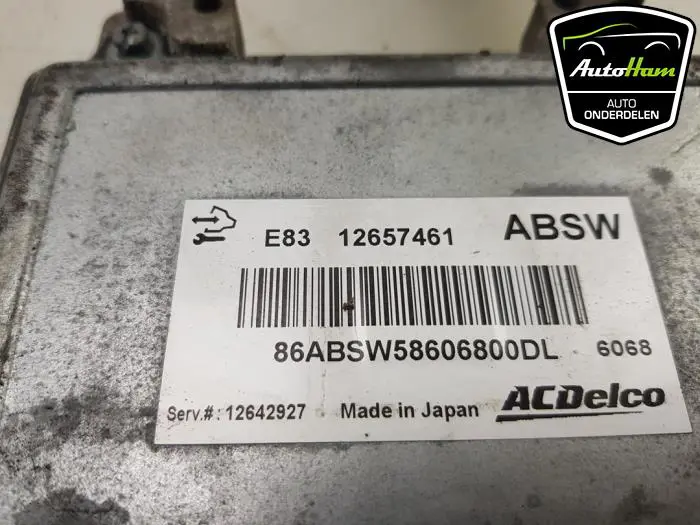 AutoHam
AUTO
ONDERDELEN
E83 12657461 ABSW
86ABSW58606800DL 6068
Serv.#: 12642927 Made in Japan ACDelco